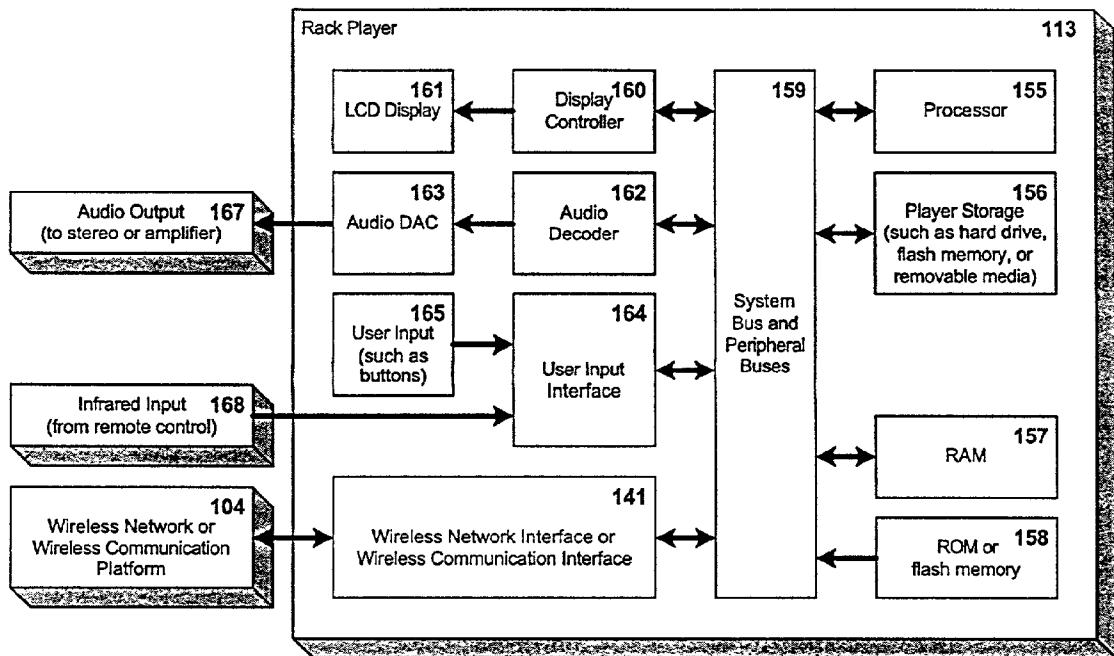 Rack Player
113
161
LCD Display
160
Display
Controller
159
System
Bus and
Peripheral
Buses
155
Processor
Audio Output
(to stereo or amplifier)
167
163
Audio DAC
162
Audio
Decoder
156
Player Storage
(such as hard drive,
flash memory, or
removable media)
165
User Input
(such as
buttons)
164
User Input
Interface
Infrared Input
(from remote control)
168
157
RAM
104
Wireless Network or
Wireless Communication
Platform
141
Wireless Network Interface or
Wireless Communication Interface
ROM or
flash memory
158